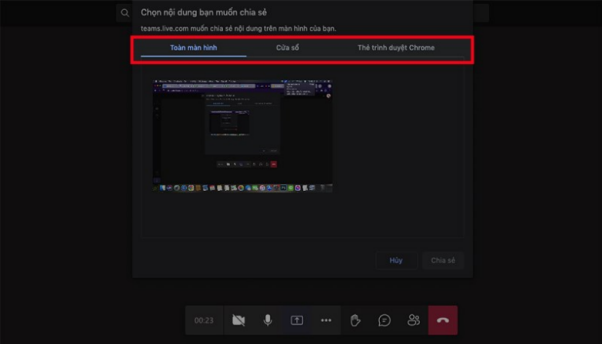 Chọn nội dung bạn muốn chia sẻ
teams.live.com muốn chia sẻ nội dung trên màn hình của bạn.
Toàn màn hình Cửa sổ Thẻ trình duyệt Chrome
Hủy Chia sẻ
00:23